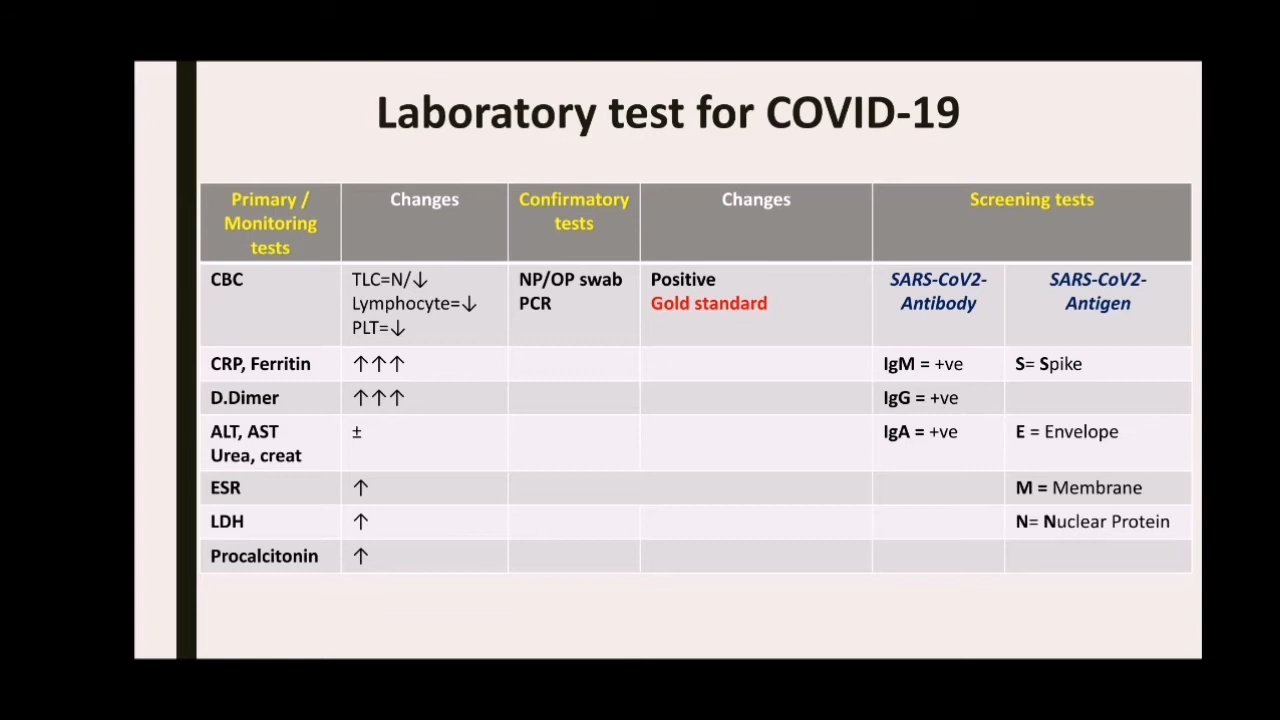 Laboratory test for COVID-19
Primary / Monitoring tests Changes Confirmatory tests Changes Screening tests
CBC TLC=N/↓ Lymphocyte=↓ PLT=↓ NP/OP swab PCR Positive Gold standard SARS-CoV2-Antibody SARS-CoV2-Antigen
CRP, Ferritin ↑↑↑ IgM = +ve S= Spike
D.Dimer ↑↑↑ IgG = +ve
ALT, AST Urea, creat ± IgA = +ve E = Envelope
ESR ↑ M = Membrane
LDH ↑ N= Nuclear Protein
Procalcitonin ↑